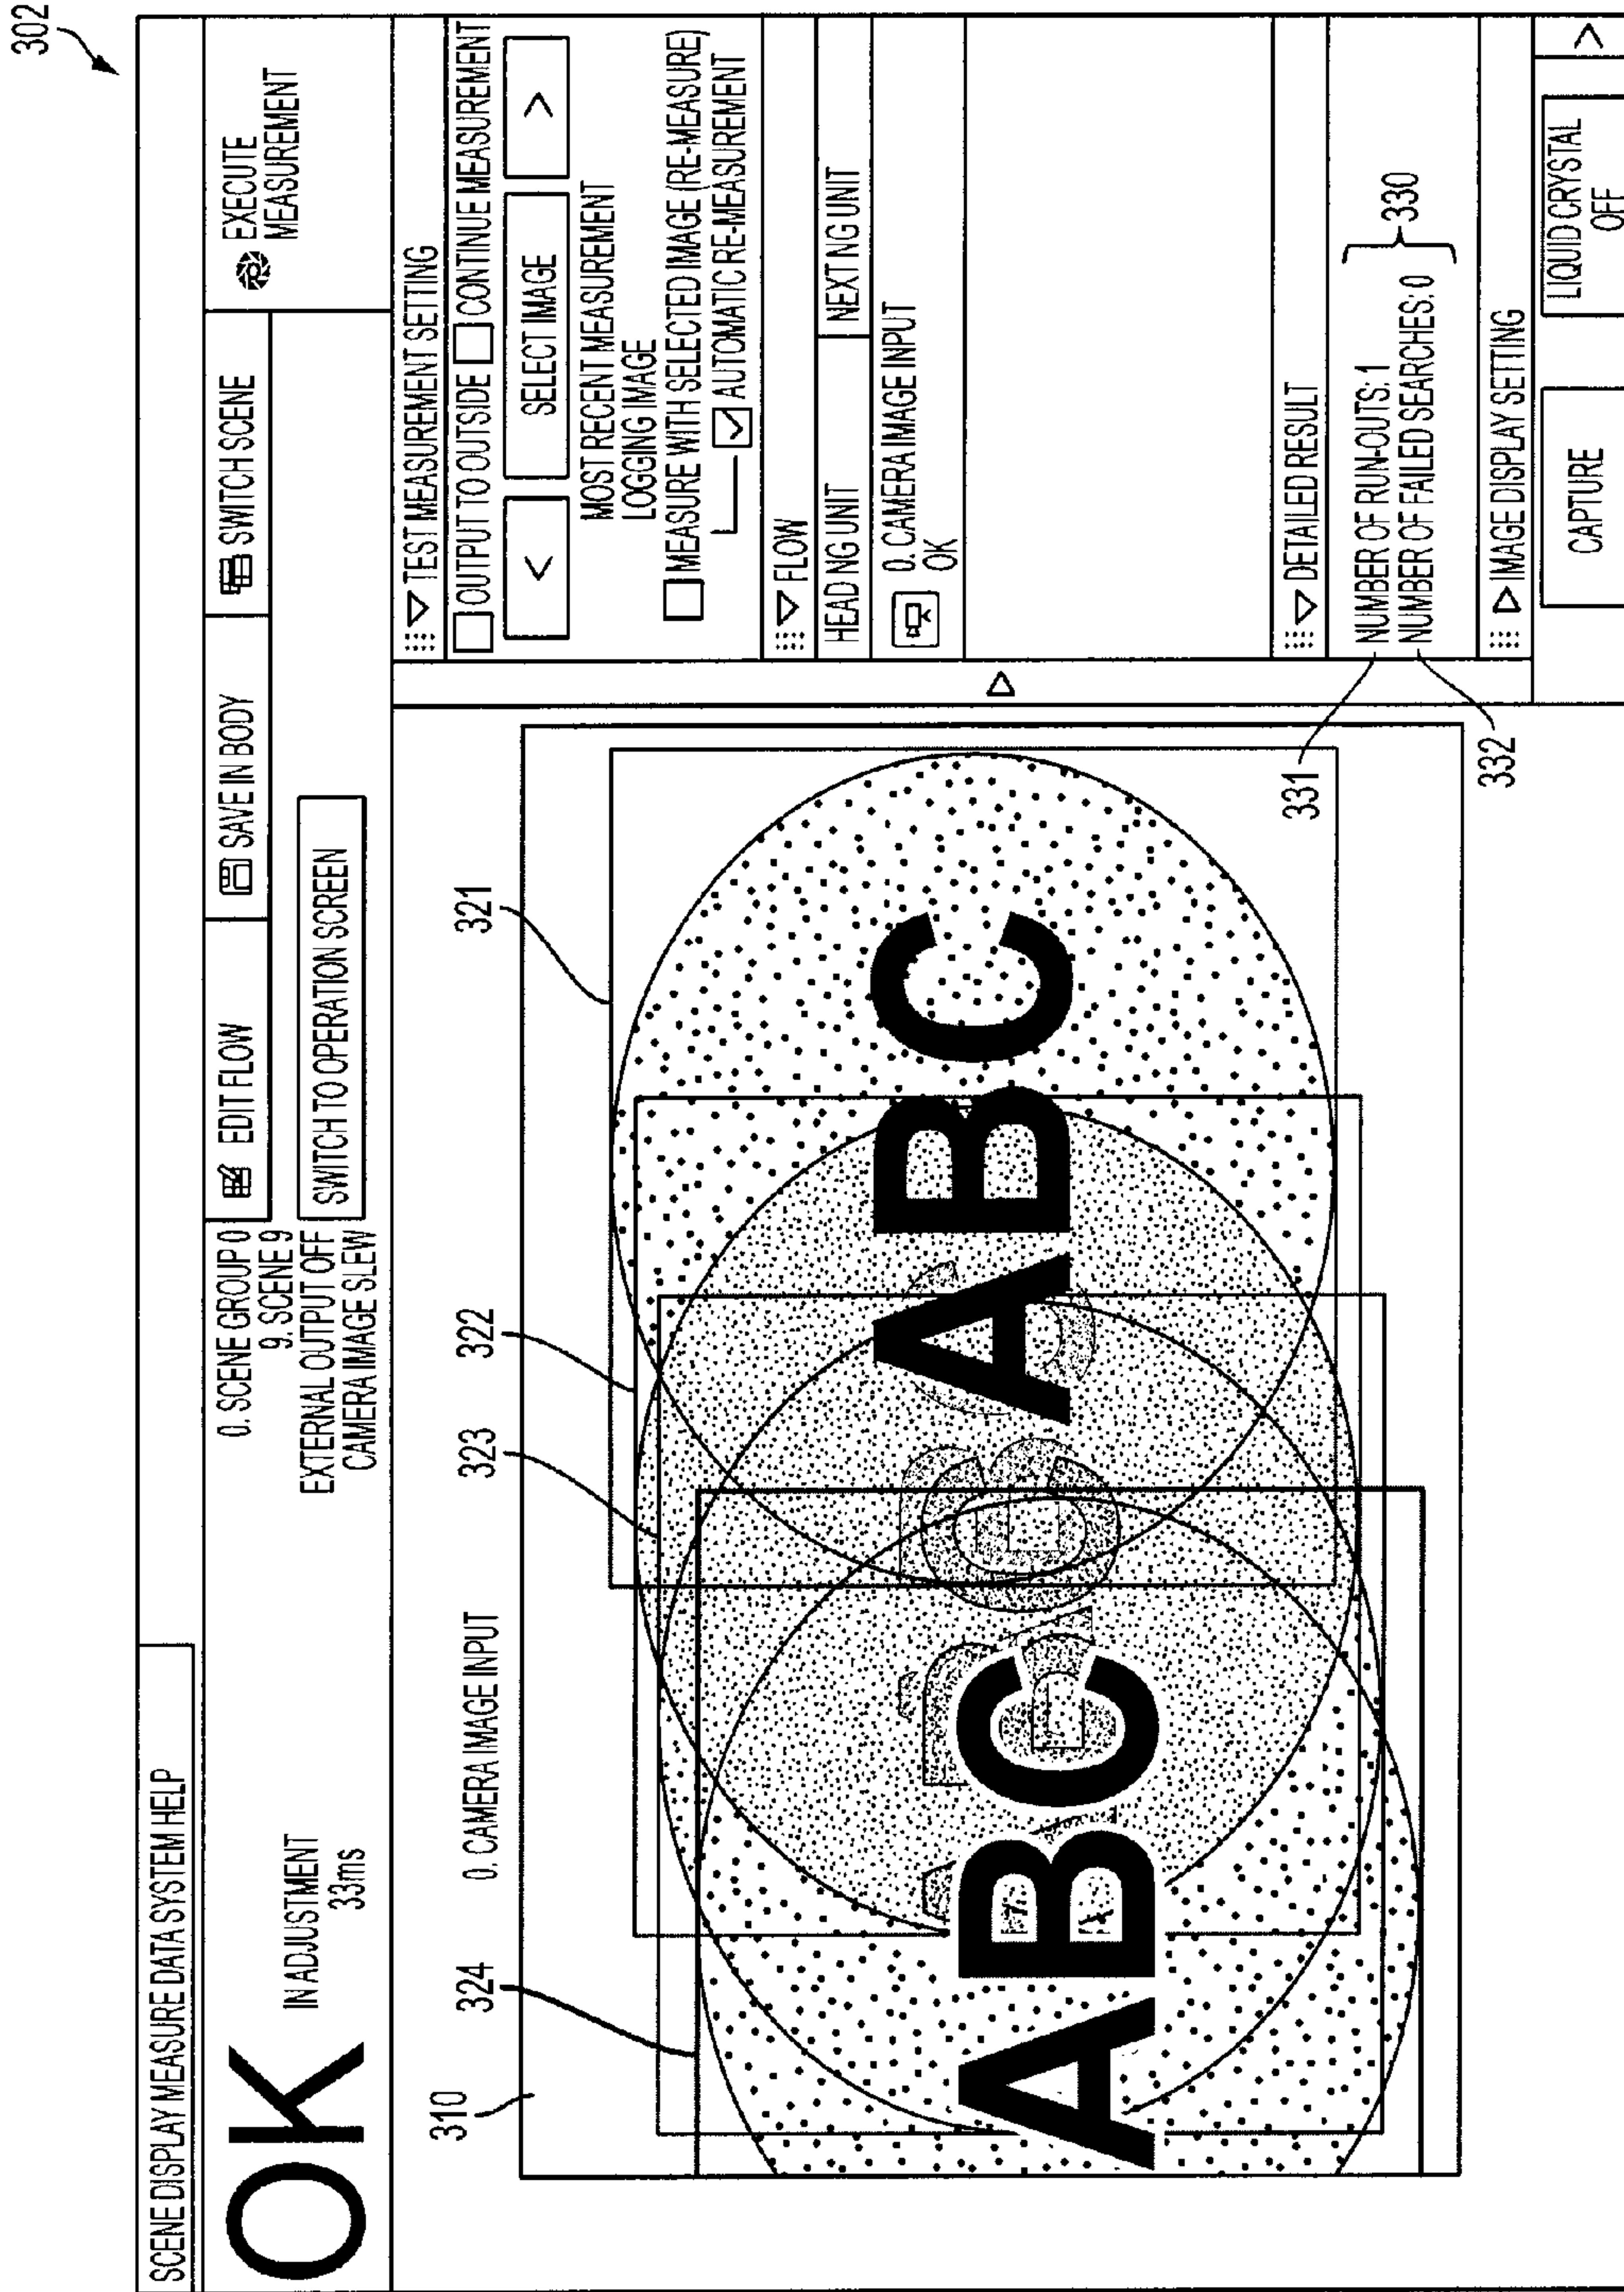 302
SCENE DISPLAY MEASURE DATA SYSTEM HELP
OK
IN ADJUSTMENT
33ms
0. SCENE GROUP 0
9. SCENE 9
EXTERNAL OUTPUT OFF
CAMERA IMAGE SLEW
EDIT FLOW
SAVE IN BODY
SWITCH SCENE
SWITCH TO OPERATION SCREEN
EXECUTE
MEASUREMENT
310
324
0. CAMERA IMAGE INPUT
323
322
321
ABC
ABC
TEST MEASUREMENT SETTING
OUTPUT TO OUTSIDE
CONTINUE MEASUREMENT
<
SELECT IMAGE
>
MOST RECENT MEASUREMENT
LOGGING IMAGE
MEASURE WITH SELECTED IMAGE (RE-MEASURE)
AUTOMATIC RE-MEASUREMENT
FLOW
HEAD NG UNIT
NEXT NG UNIT
0. CAMERA IMAGE INPUT
OK
DETAILED RESULT
331
NUMBER OF RUN-OUTS: 1
NUMBER OF FAILED SEARCHES: 0
330
332
IMAGE DISPLAY SETTING
CAPTURE
LIQUID CRYSTAL
OFF
>